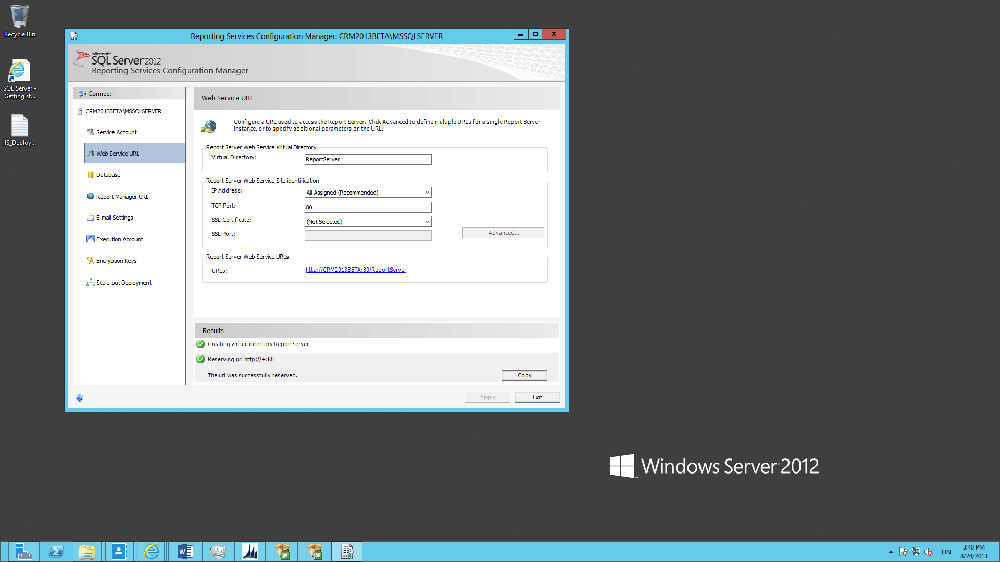 Recycle Bin
SQL Server -
Getting st...
IIS_Deploy...
Reporting Services Configuration Manager: CRM2013BETA\MSSQLSERVER
Microsoft®
SQL Server 2012
Reporting Services Configuration Manager
Connect
CRM2013BETA\MSSQLSERVER
Service Account
Web Service URL
Database
Report Manager URL
E-mail Settings
Execution Account
Encryption Keys
Scale-out Deployment
Web Service URL
Configure a URL used to access the Report Server. Click Advanced to define multiple URLs for a single Report Server
instance, or to specify additional parameters on the URL.
Report Server Web Service Virtual Directory
Virtual Directory: ReportServer
Report Server Web Service Site identification
IP Address: All Assigned (Recommended)
TCP Port: 80
SSL Certificate: (Not Selected)
SSL Port:
Advanced...
Report Server Web Service URLs
URLs: http://CRM2013BETA:80/ReportServer
Results
Creating virtual directory ReportServer
Reserving url http://+:80
The url was successfully reserved.
Copy
Apply Exit
Windows Server 2012
FIN
3:40 PM
8/24/2013